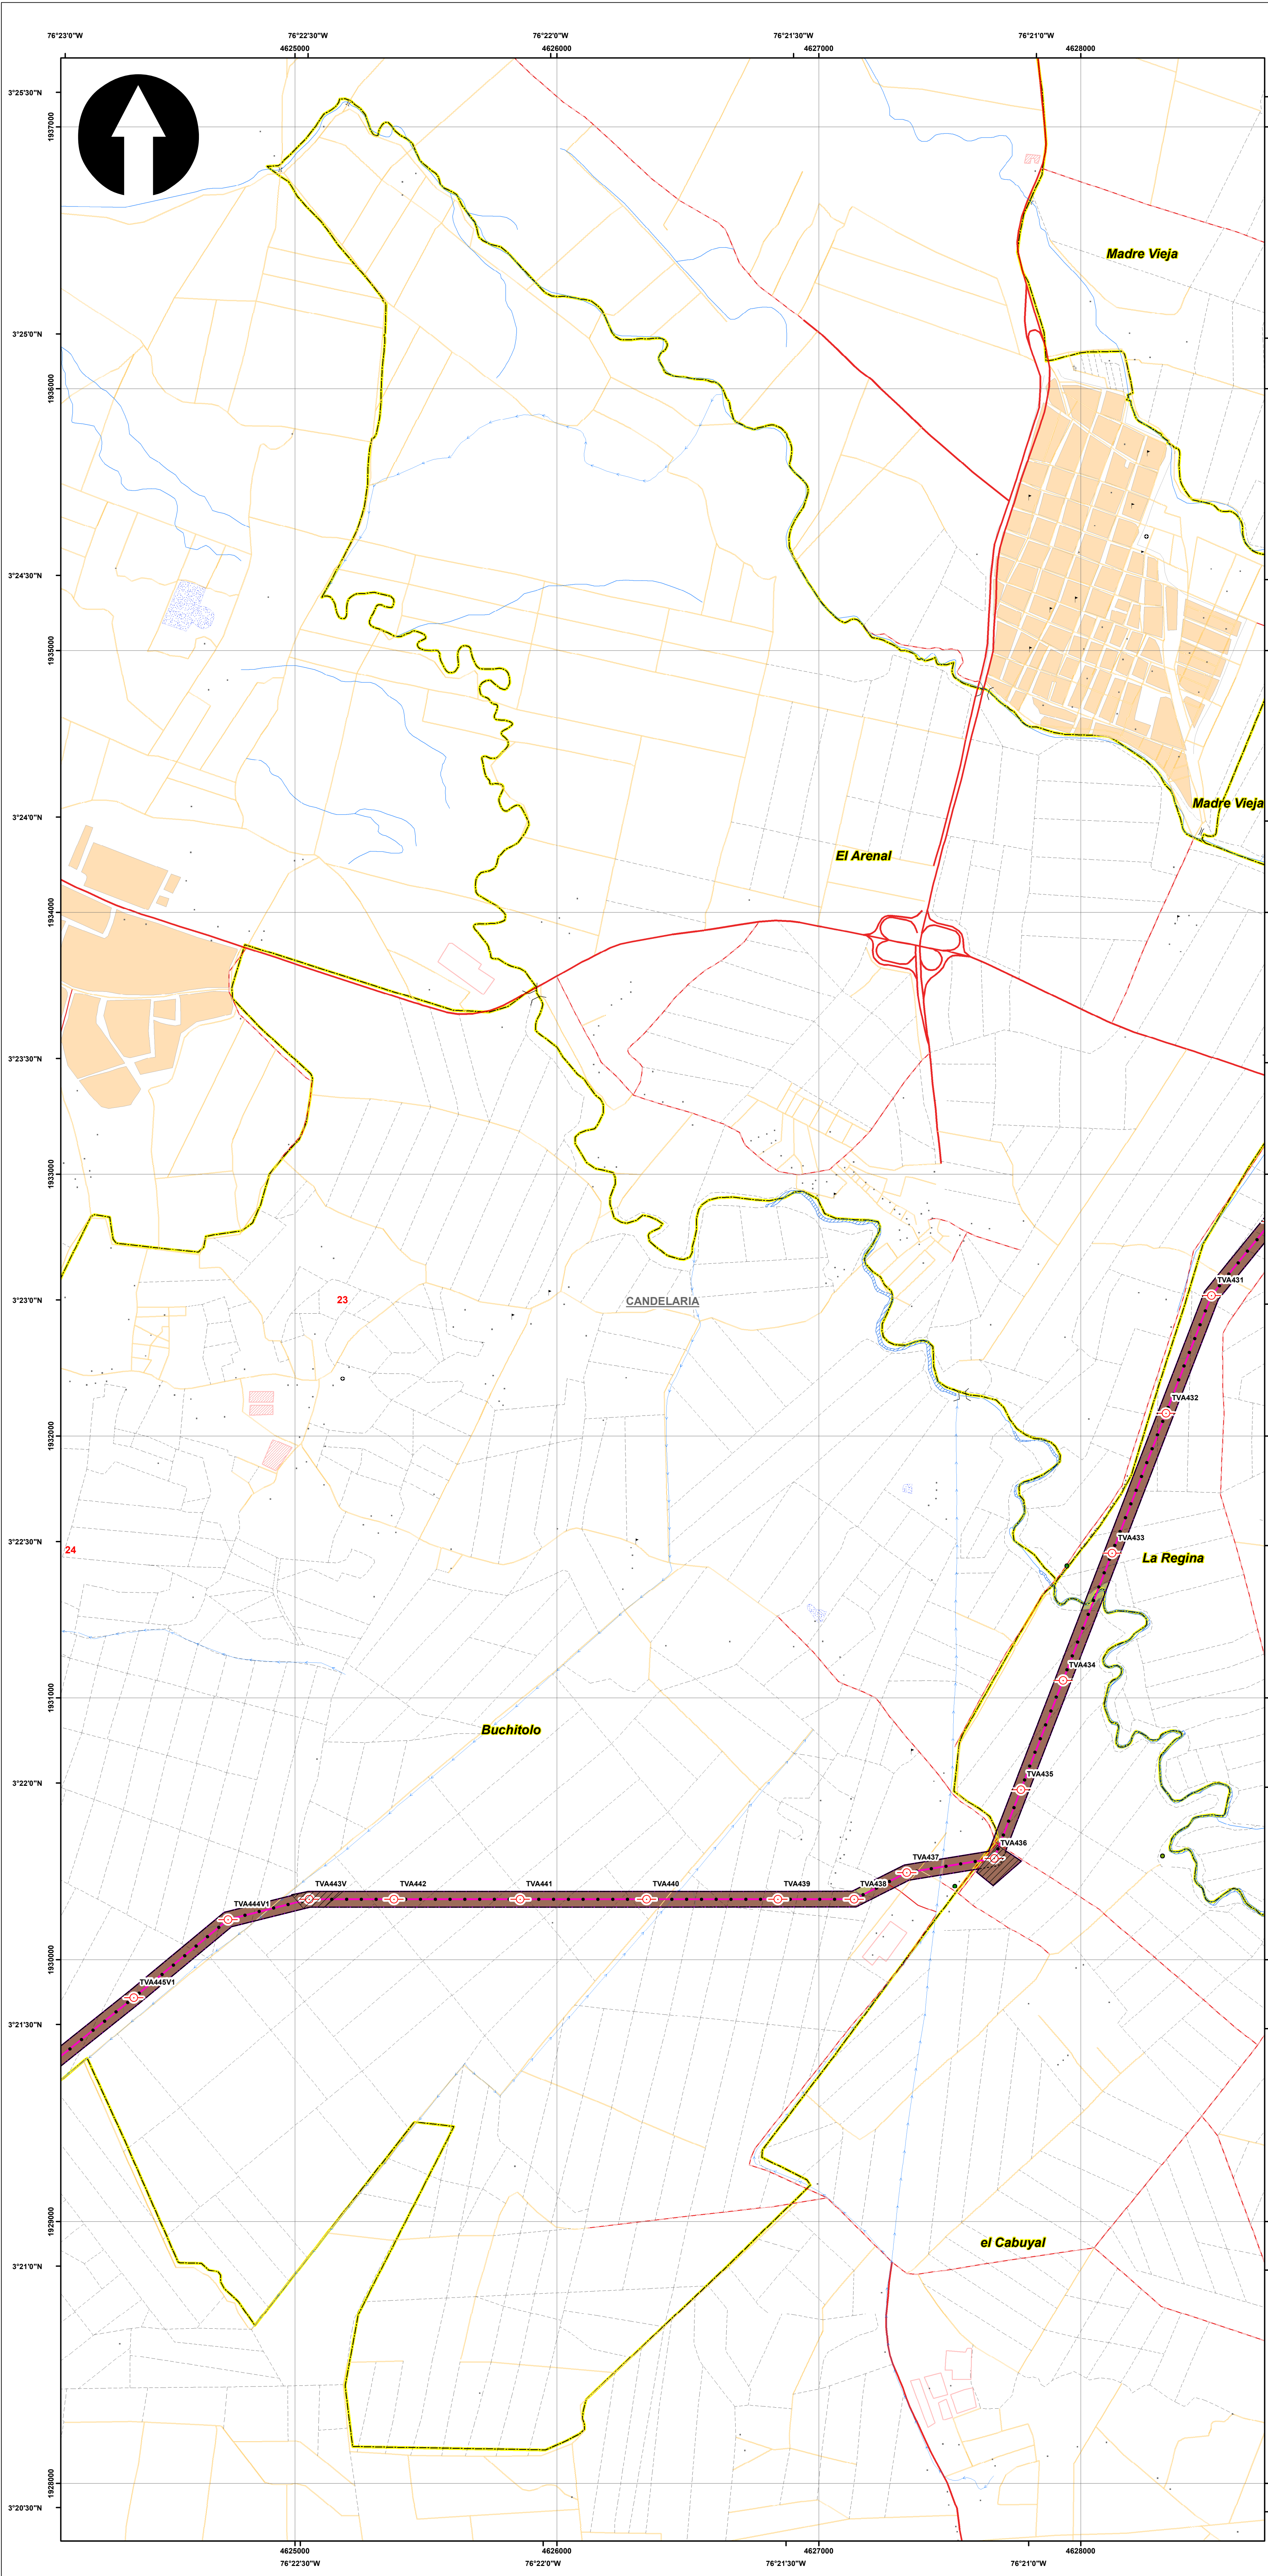 76°23'0"W 76°22'30"W 76°22'0"W 76°21'30"W 76°21'0"W
4625000 4626000 4627000 4628000
3°25'30"N
1937000
Madre Vieja
3°25'0"N
1936000
3°24'30"N
1935000
Madre Vieja
3°24'0"N
El Arenal
1934000
3°23'30"N
1933000
TVA431
3°23'0"N
23
CANDELARIA
TVA432
1932000
TVA433
3°22'30"N
24
La Regina
TVA434
1931000
Buchitolo
TVA435
3°22'0"N
TVA436
TVA437
TVA443V TVA442 TVA441 TVA440 TVA439 TVA438
TVA444V1
1930000
TVA445V1
3°21'30"N
1929000
el Cabuyal
3°21'0"N
1928000
3°20'30"N
4625000 4626000 4627000 4628000
76°22'30"W 76°22'0"W 76°21'30"W 76°21'0"W